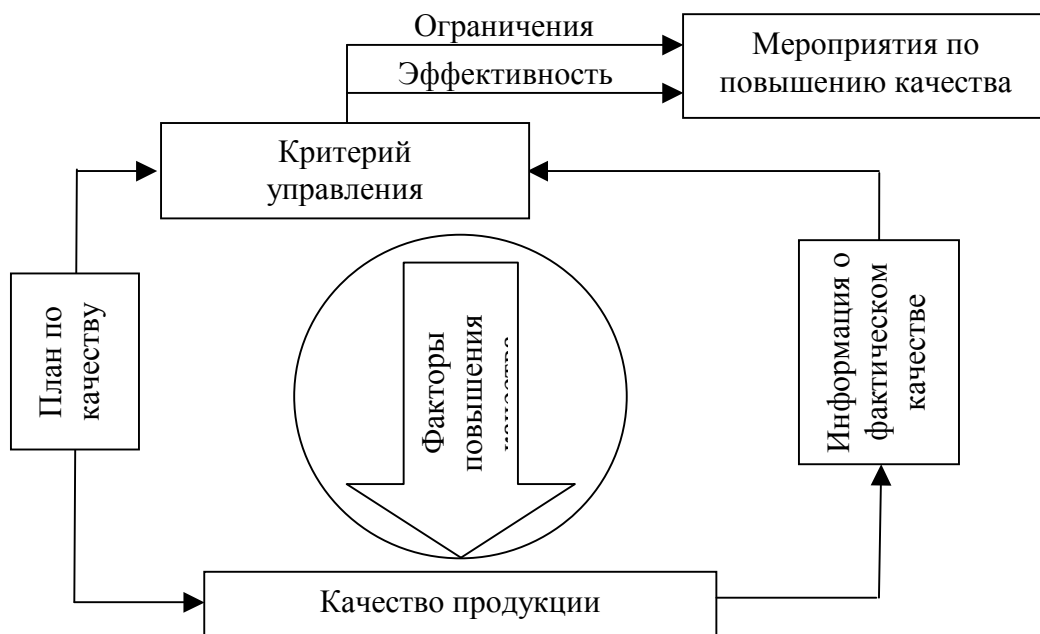 Ограничения
Эффективность
Мероприятия по
повышению качества
Критерий
управления
План по
качеству
Факторы
повышения
Информация о
фактическом
качестве
Качество продукции